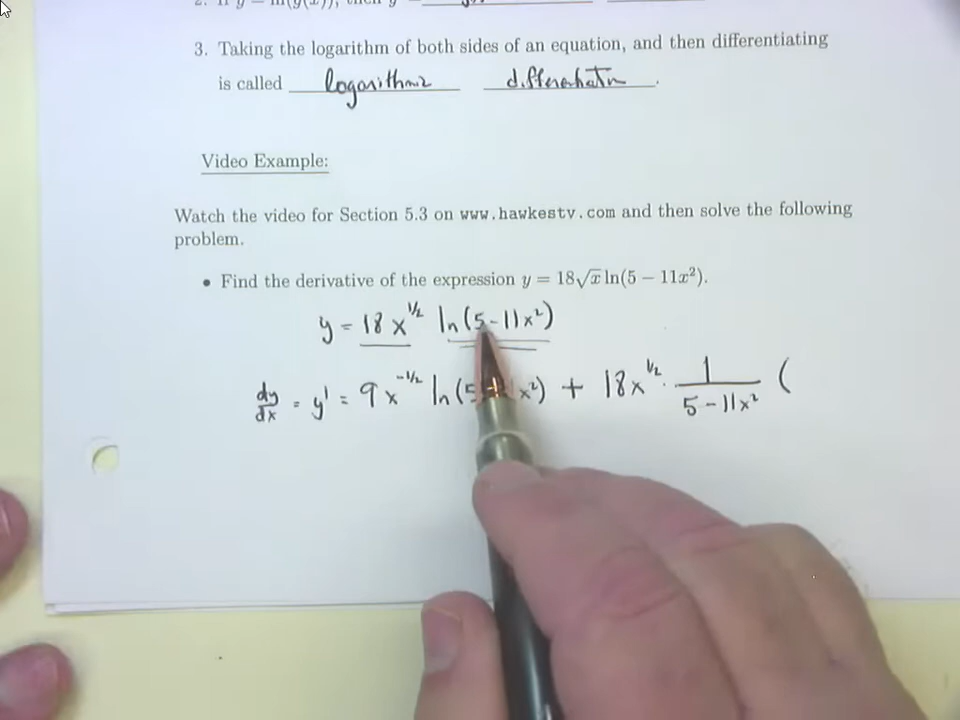 3. Taking the logarithm of both sides of an equation, and then differentiating
is called logarithmic differentiation.
Video Example:
Watch the video for Section 5.3 on www.hawkestv.com and then solve the following
problem.
• Find the derivative of the expression y = 18√x ln(5 − 11x²).
y = 18 x^1/2 ln(5-11x²)
dy/dx = y' = 9x^-1/2 ln(5 x²) + 18x^1/2 · 1/(5-11x²) (